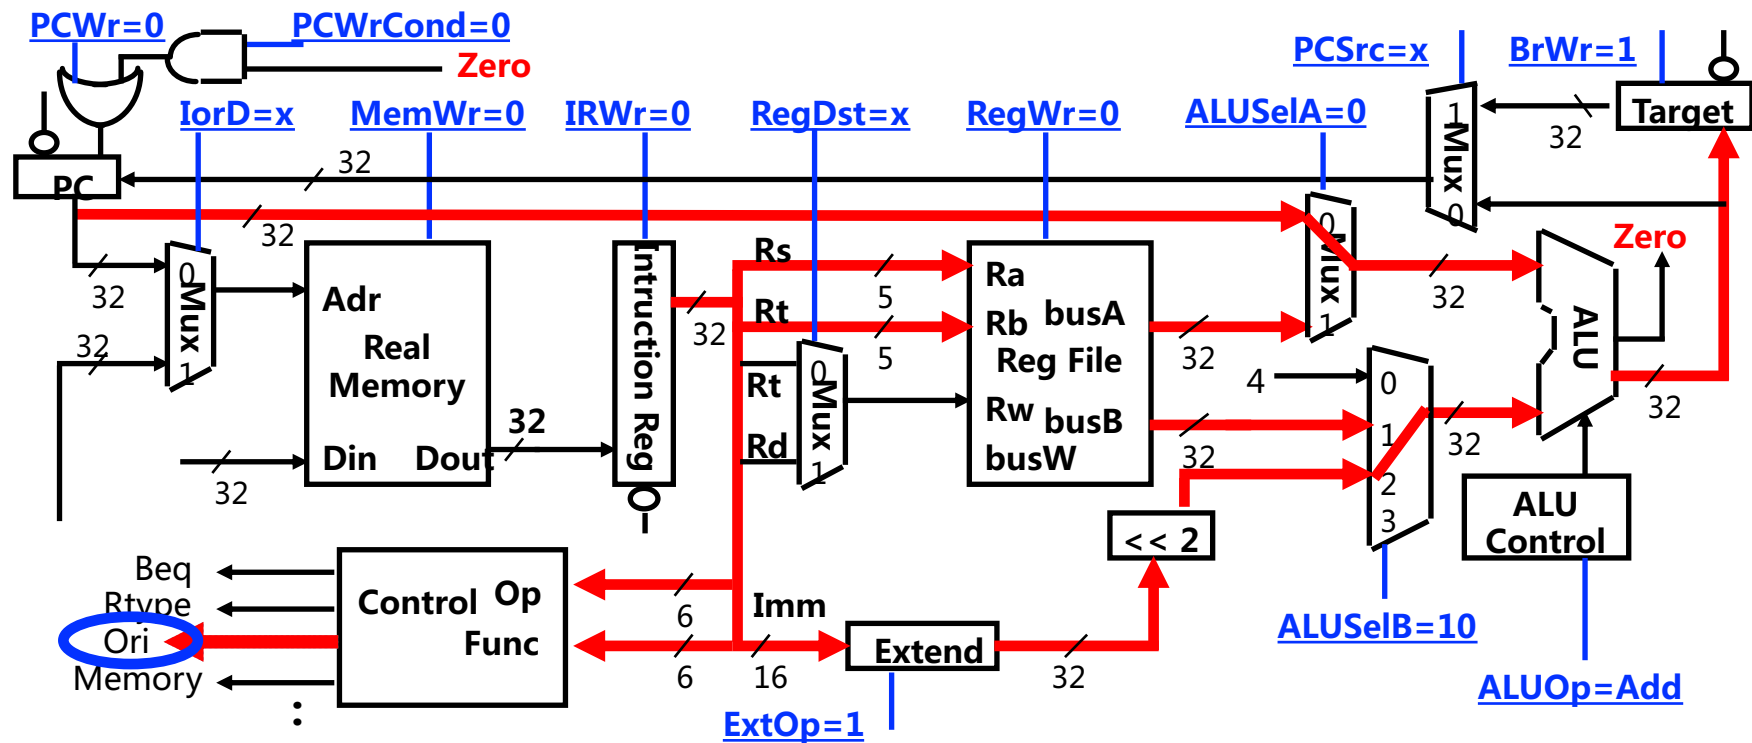 PCWr=0
PCWrCond=0
Zero
PCSrc=x
BrWr=1
IorD=x
MemWr=0
IRWr=0
RegDst=x
RegWr=0
ALUSelA=0
1
Mux
0
32
Target
PC
32
32
32
32
0
Mux
1
Adr
Real
Memory
Din
Dout
32
32
Intruction Reg
32
Rs
5
Rt
5
Rt
Rd
0
Mux
1
Ra
Rb
busA
Reg File
Rw
busB
busW
32
32
0
Mux
1
32
4
0
1
2
3
32
ALU
Zero
32
ALU
Control
<< 2
ALUSelB=10
ALUOp=Add
Beq
Rtype
Ori
Memory
:
Control
Op
Func
6
6
Imm
16
Extend
32
ExtOp=1